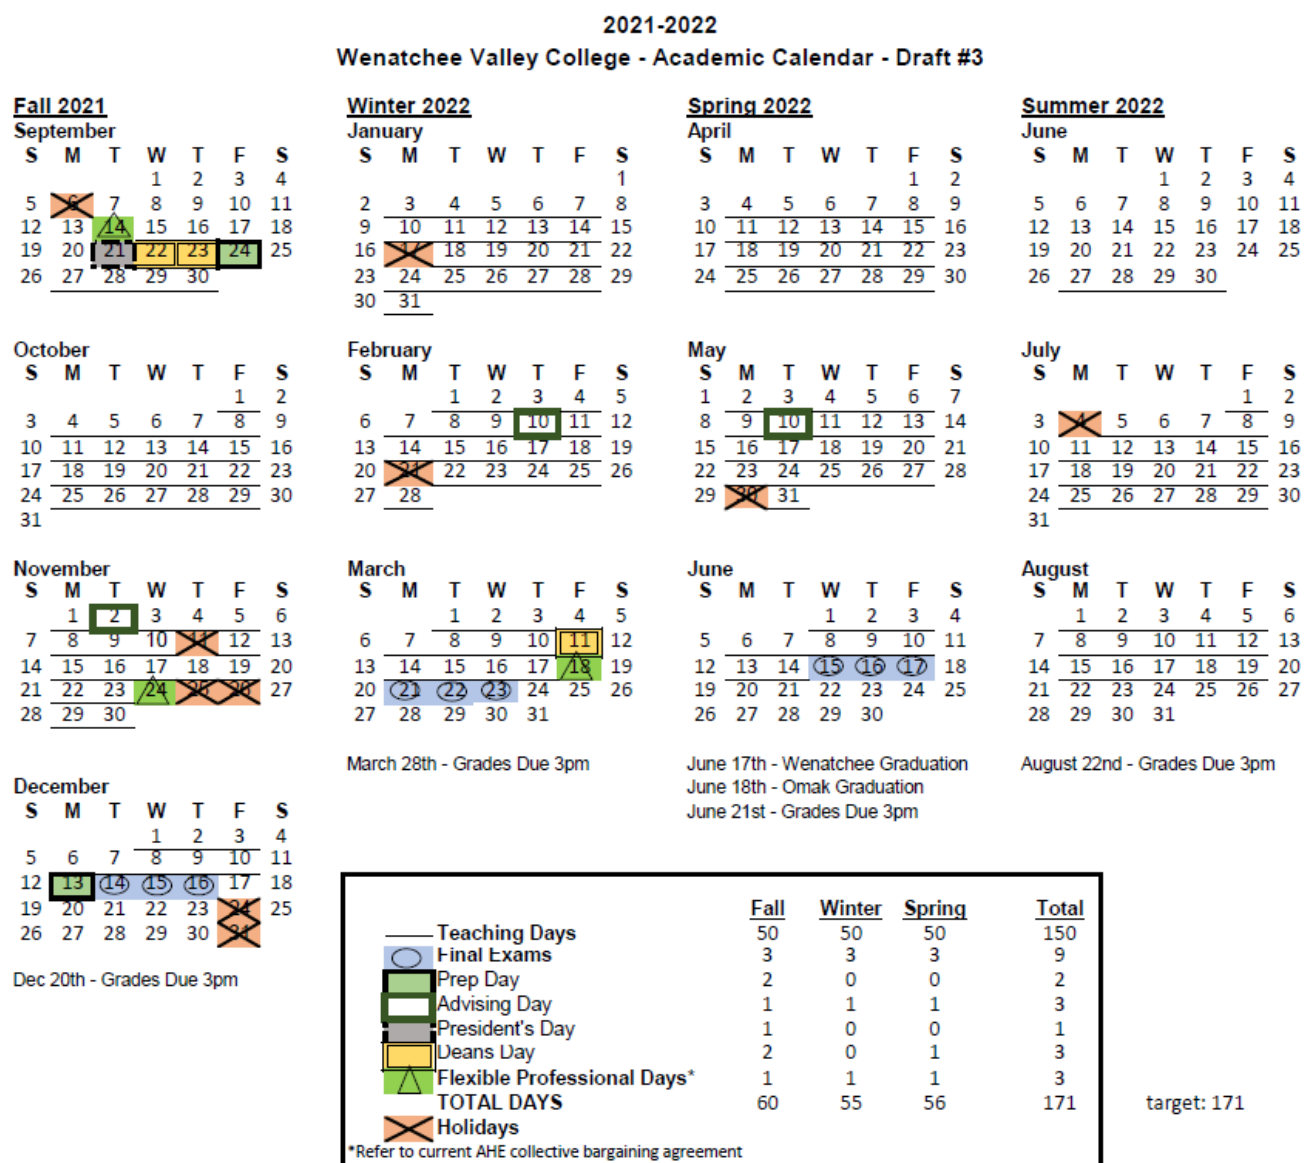 2021-2022
Wenatchee Valley College - Academic Calendar - Draft #3
Fall 2021
September
S M T W T F S
1 2 3 4
5 6 7 8 9 10 11
12 13 14 15 16 17 18
19 20 21 22 23 24 25
26 27 28 29 30
October
S M T W T F S
1 2
3 4 5 6 7 8 9
10 11 12 13 14 15 16
17 18 19 20 21 22 23
24 25 26 27 28 29 30
31
November
S M T W T F S
1 2 3 4 5 6
7 8 9 10 11 12 13
14 15 16 17 18 19 20
21 22 23 24 25 26 27
28 29 30
December
S M T W T F S
1 2 3 4
5 6 7 8 9 10 11
12 13 14 15 16 17 18
19 20 21 22 23 24 25
26 27 28 29 30 31
Dec 20th - Grades Due 3pm
Winter 2022
January
S M T W T F S
1
2 3 4 5 6 7 8
9 10 11 12 13 14 15
16 17 18 19 20 21 22
23 24 25 26 27 28 29
30 31
February
S M T W T F S
1 2 3 4 5
6 7 8 9 10 11 12
13 14 15 16 17 18 19
20 21 22 23 24 25 26
27 28
March
S M T W T F S
1 2 3 4 5
6 7 8 9 10 11 12
13 14 15 16 17 18 19
20 21 22 23 24 25 26
27 28 29 30 31
March 28th - Grades Due 3pm
Spring 2022
April
S M T W T F S
1 2
3 4 5 6 7 8 9
10 11 12 13 14 15 16
17 18 19 20 21 22 23
24 25 26 27 28 29 30
May
S M T W T F S
1 2 3 4 5 6 7
8 9 10 11 12 13 14
15 16 17 18 19 20 21
22 23 24 25 26 27 28
29 30 31
June
S M T W T F S
1 2 3 4
5 6 7 8 9 10 11
12 13 14 15 16 17 18
19 20 21 22 23 24 25
26 27 28 29 30
June 17th - Wenatchee Graduation
June 18th - Omak Graduation
June 21st - Grades Due 3pm
Summer 2022
June
S M T W T F S
1 2 3 4
5 6 7 8 9 10 11
12 13 14 15 16 17 18
19 20 21 22 23 24 25
26 27 28 29 30
July
S M T W T F S
1 2
3 4 5 6 7 8 9
10 11 12 13 14 15 16
17 18 19 20 21 22 23
24 25 26 27 28 29 30
31
August
S M T W T F S
1 2 3 4 5 6
7 8 9 10 11 12 13
14 15 16 17 18 19 20
21 22 23 24 25 26 27
28 29 30 31
August 22nd - Grades Due 3pm
Fall Winter Spring Total
Teaching Days 50 50 50 150
Final Exams 3 3 3 9
Prep Day 2 0 0 2
Advising Day 1 1 1 3
President's Day 1 0 0 1
Deans Day 2 0 1 3
Flexible Professional Days* 1 1 1 3
TOTAL DAYS 60 55 56 171 target: 171
Holidays
*Refer to current AHE collective bargaining agreement